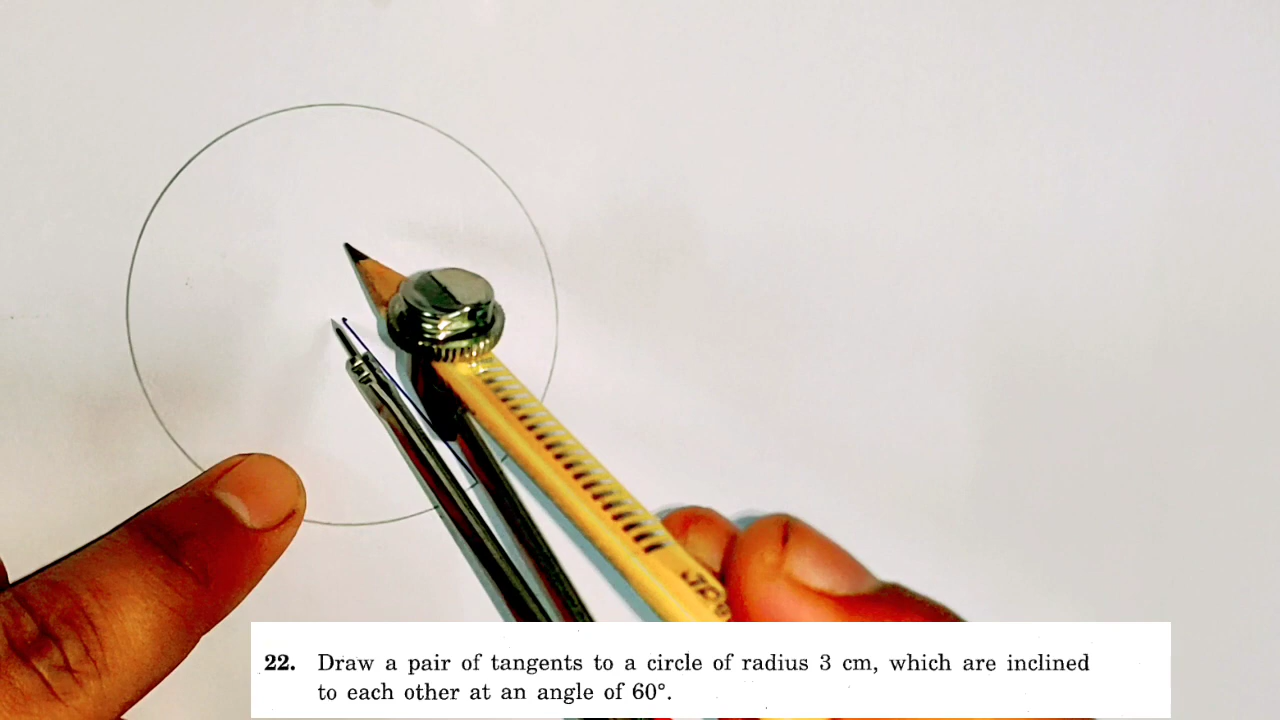 22. Draw a pair of tangents to a circle of radius 3 cm, which are inclined
to each other at an angle of 60°.